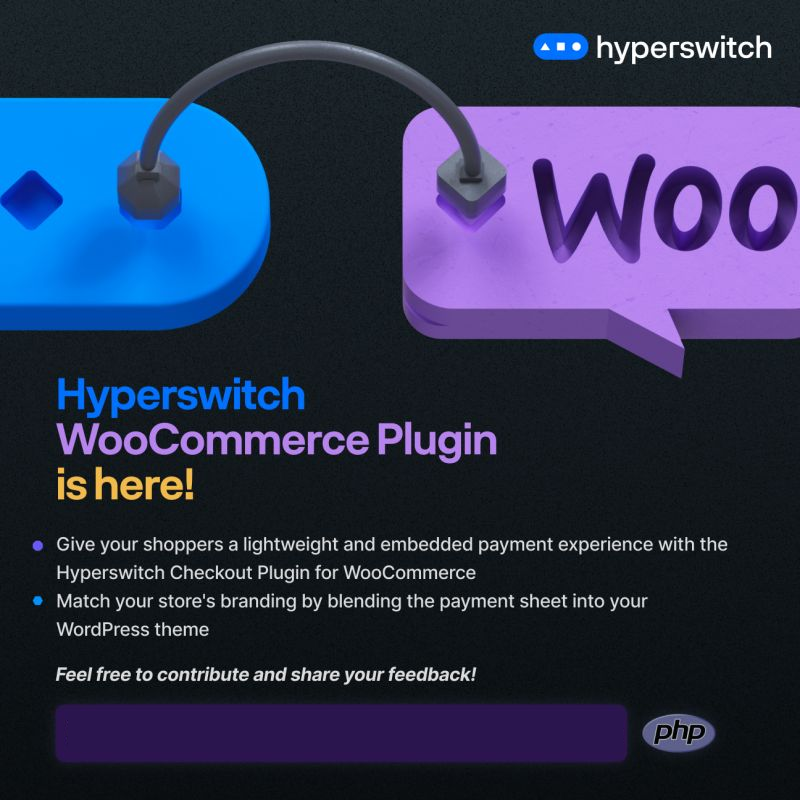 hyperswitch
Woo
Hyperswitch
WooCommerce Plugin
is here!
Give your shoppers a lightweight and embedded payment experience with the
Hyperswitch Checkout Plugin for WooCommerce
Match your store's branding by blending the payment sheet into your
WordPress theme
Feel free to contribute and share your feedback!
php